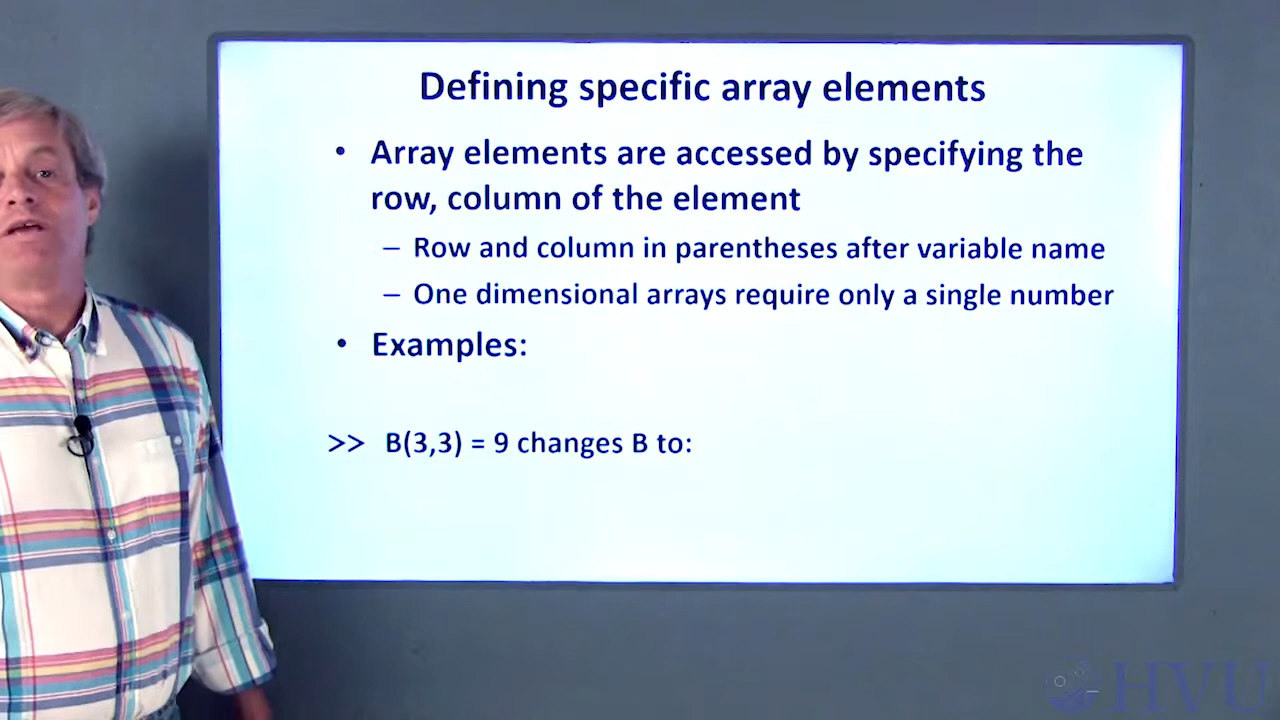 Defining specific array elements
• Array elements are accessed by specifying the
row, column of the element
– Row and column in parentheses after variable name
– One dimensional arrays require only a single number
• Examples:
>> B(3,3) = 9 changes B to:
HVU